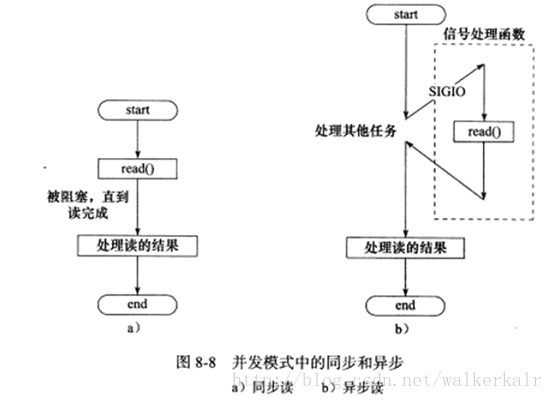 start
read()
被阻塞，直到
读完成
处理读的结果
end
a）
start
信号处理函数
SIGIO
处理其他任务
read()
处理读的结果
end
b）
图 8-8 并发模式中的同步和异步
a）同步读 b）异步读
http://blog.csdn.net/walkerkalr